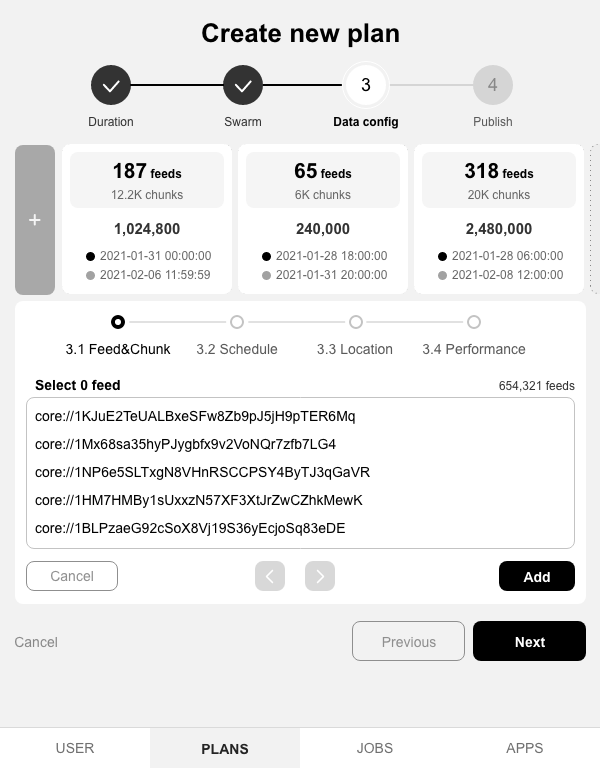 Create new plan
3
4
Duration
Swarm
Data config
Publish
+
187 feeds
12.2K chunks
1,024,800
2021-01-31 00:00:00
2021-02-06 11:59:59
65 feeds
6K chunks
240,000
2021-01-28 18:00:00
2021-01-31 20:00:00
318 feeds
20K chunks
2,480,000
2021-01-28 06:00:00
2021-02-08 12:00:00
3.1 Feed&Chunk
3.2 Schedule
3.3 Location
3.4 Performance
Select 0 feed
654,321 feeds
core://1KJuE2TeUALBxeSFw8Zb9pJ5jH9pTER6Mq
core://1Mx68sa35hyPJygbfx9v2VoNQr7zfb7LG4
core://1NP6e5SLTxgN8VHnRSCCPSY4ByTJ3qGaVR
core://1HM7HMBy1sUxxzN57XF3XtJrZwCZhkMewK
core://1BLPzaeG92cSoX8Vj19S36yEcjoSq83eDE
Cancel
Add
Cancel
Previous
Next
USER
PLANS
JOBS
APPS